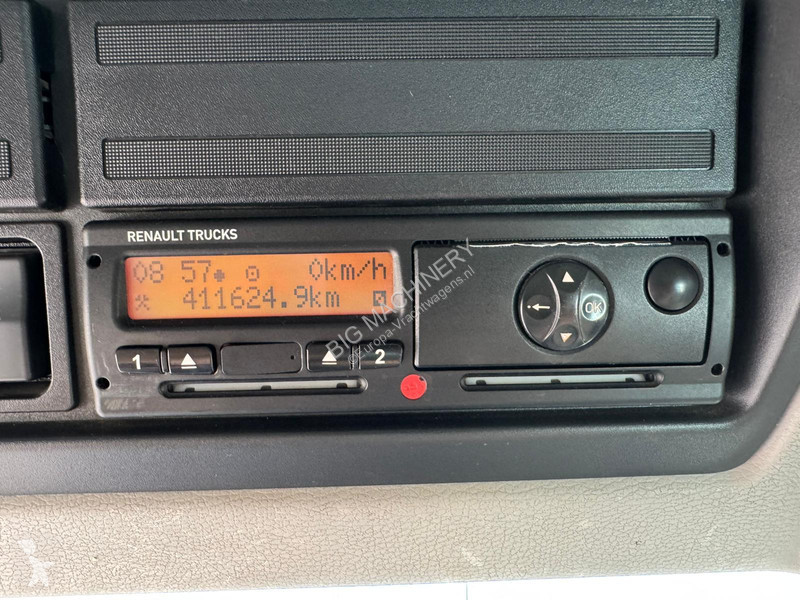 RENAULT TRUCKS
08 57 0km/h
411624.9km
1 2
OK
BIG MACHINERY
©Europa-Vrachtwagens.nl